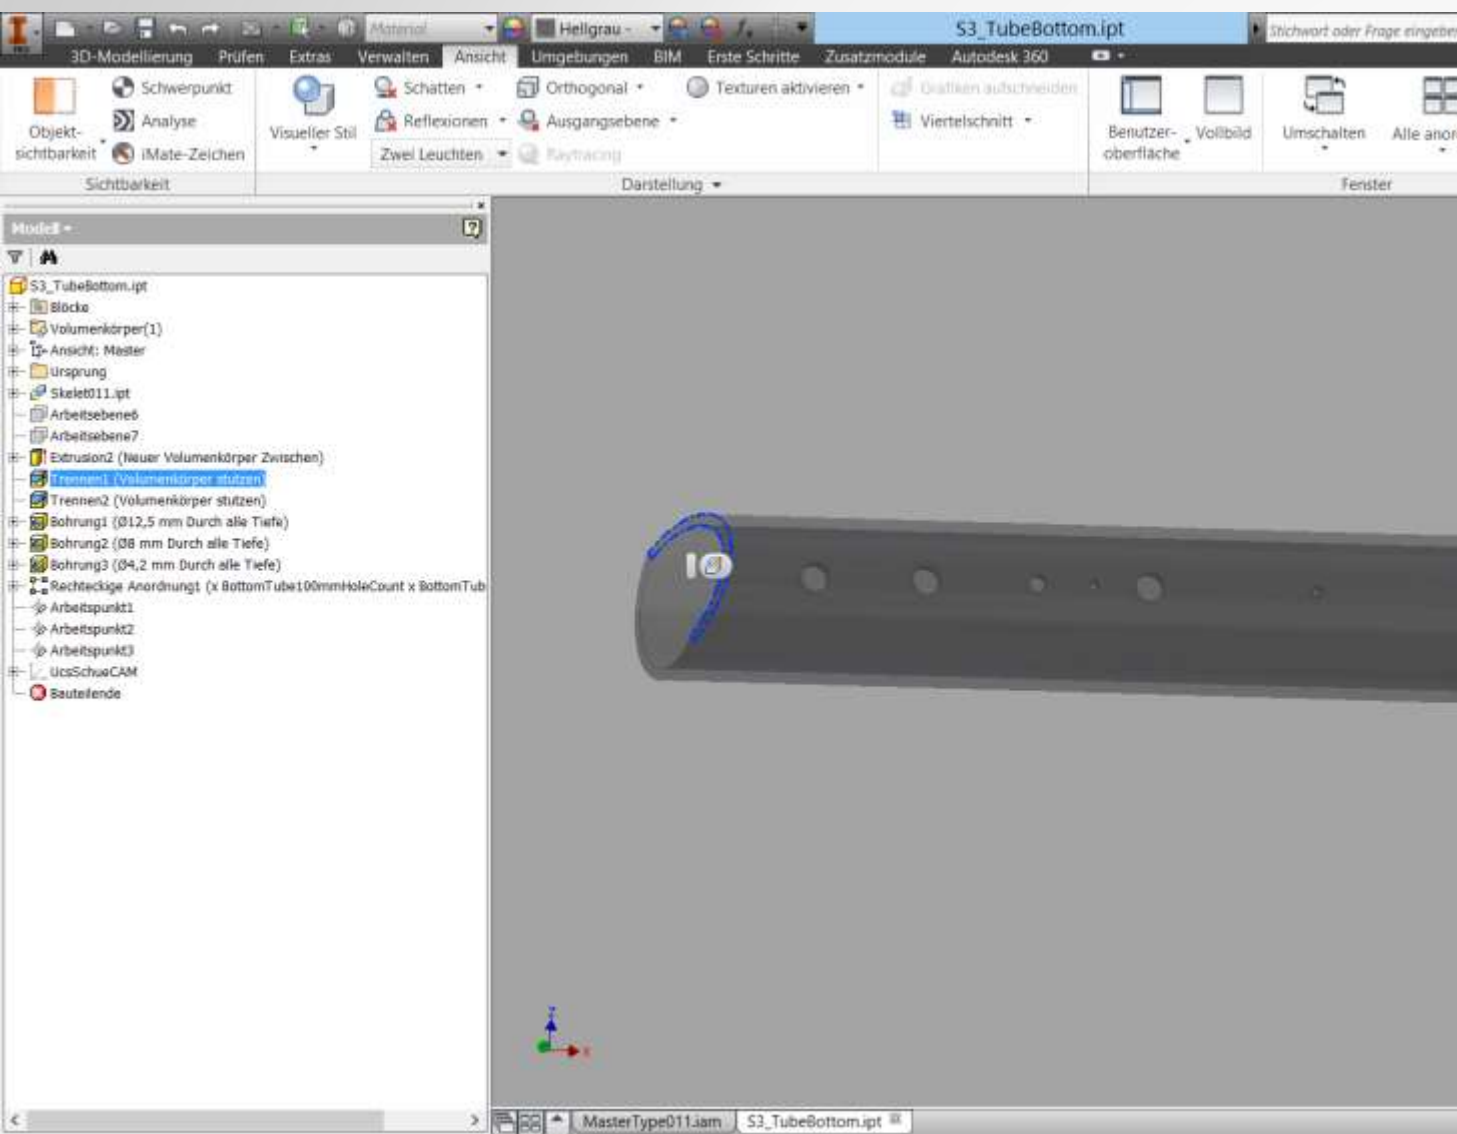 Material Hellgrau S3_TubeBottom.ipt Stichwort oder Frage eingeben
3D-Modellierung Prüfen Extras Verwalten Ansicht Umgebungen BIM Erste Schritte Zusatzmodule Autodesk 360
Schwerpunkt Schatten Orthogonal Texturen aktivieren Grafiken aufschneiden
Objekt-
sichtbarkeit
Analyse
iMate-Zeichen
Visueller Stil
Reflexionen Ausgangsebene Viertelschnitt
Zwei Leuchten Raytracing
Benutzer-
oberfläche
Vollbild Umschalten Alle anor
Sichtbarkeit Darstellung Fenster
Modell
S3_TubeBottom.ipt
Blöcke
Volumenkörper(1)
Ansicht: Master
Ursprung
Skelet011.ipt
Arbeitsebene6
Arbeitsebene7
Extrusion2 (Neuer Volumenkörper Zwischen)
Trennen1 (Volumenkörper stutzen)
Trennen2 (Volumenkörper stutzen)
Bohrung1 (Ø12,5 mm Durch alle Tiefe)
Bohrung2 (Ø8 mm Durch alle Tiefe)
Bohrung3 (Ø4,2 mm Durch alle Tiefe)
Rechteckige Anordnung1 (x BottomTube100mmHoleCount x BottomTub
Arbeitspunkt1
Arbeitspunkt2
Arbeitspunkt3
UcsSchueCAM
Bauteilende
Z
X
MasterType011.iam S3_TubeBottom.ipt